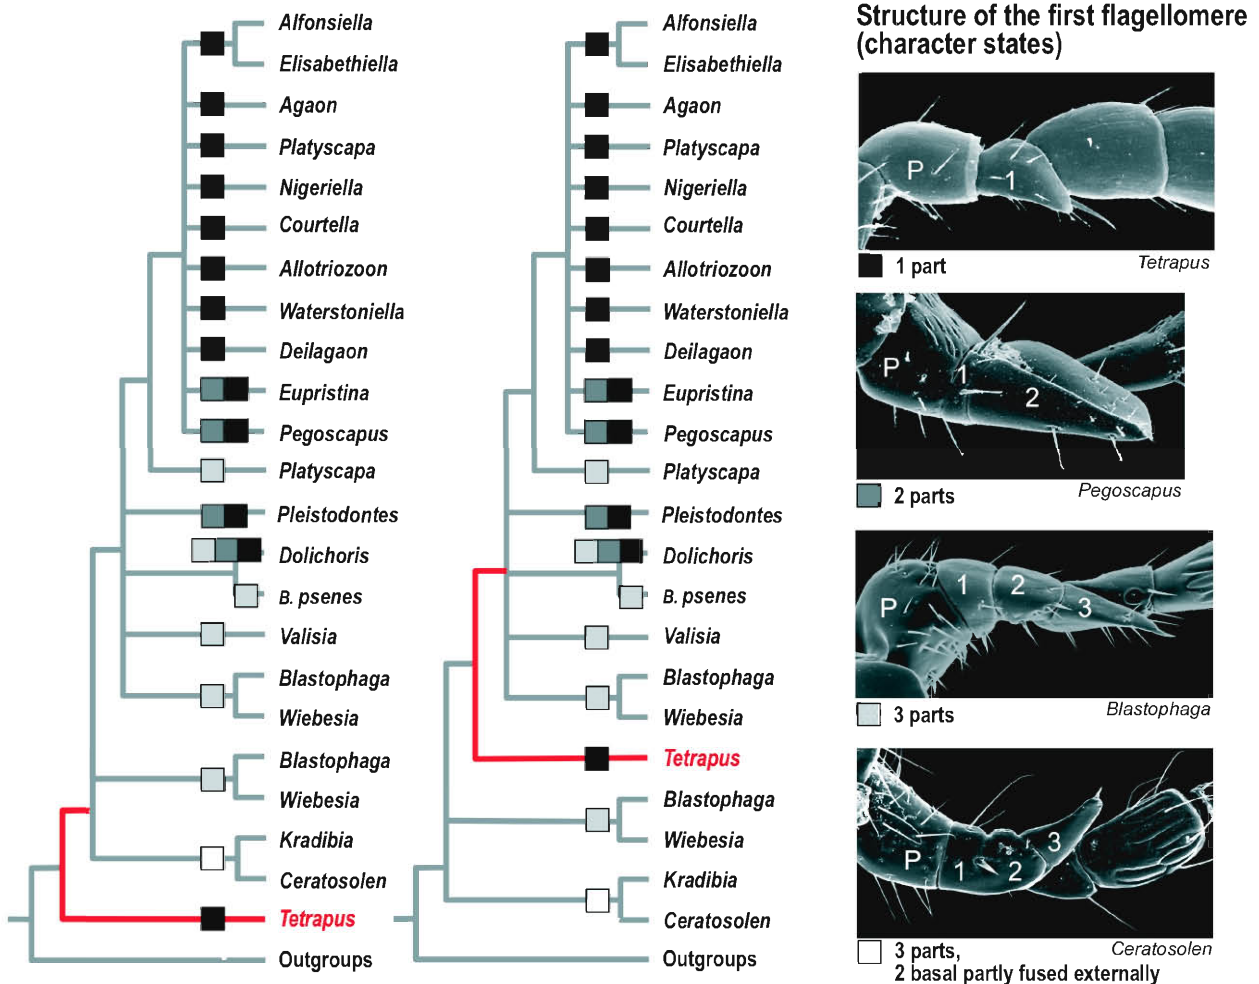 Alfonsiella
Elisabethiella
Agaon
Platyscapa
Nigeriella
Courtella
Allotriozoon
Waterstoniella
Deilagaon
Eupristina
Pegoscapus
Platyscapa
Pleistodontes
Dolichoris
B. psenes
Valisia
Blastophaga
Wiebesia
Blastophaga
Wiebesia
Kradibia
Ceratosolen
Tetrapus
Outgroups
Alfonsiella
Elisabethiella
Agaon
Platyscapa
Nigeriella
Courtella
Allotriozoon
Waterstoniella
Deilagaon
Eupristina
Pegoscapus
Platyscapa
Pleistodontes
Dolichoris
B. psenes
Valisia
Blastophaga
Wiebesia
Tetrapus
Blastophaga
Wiebesia
Kradibia
Ceratosolen
Outgroups
Structure of the first flagellomere
(character states)
P 1
1 part Tetrapus
P 1 2
2 parts Pegoscapus
P 1 2 3
3 parts Blastophaga
P 1 2 3
3 parts, Ceratosolen
2 basal partly fused externally